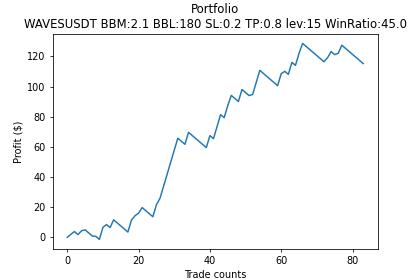 Portfolio
WAVESUSDT BBM:2.1 BBL:180 SL:0.2 TP:0.8 lev:15 WinRatio:45.0
120
100
80
60
40
20
0
Profit ($)
0 20 40 60 80
Trade counts